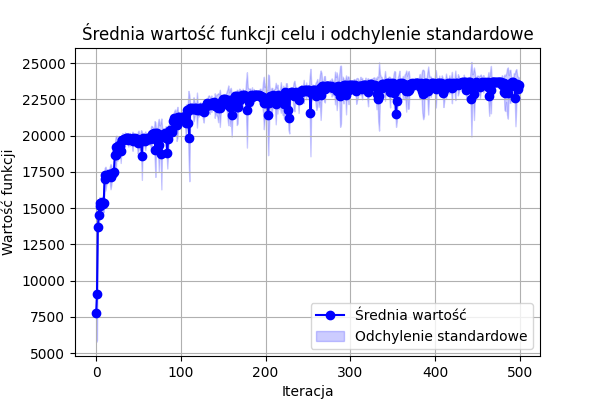 Średnia wartość funkcji celu i odchylenie standardowe
25000
22500
20000
17500
15000
12500
10000
7500
5000
Wartość funkcji
Średnia wartość
Odchylenie standardowe
0 100 200 300 400 500
Iteracja